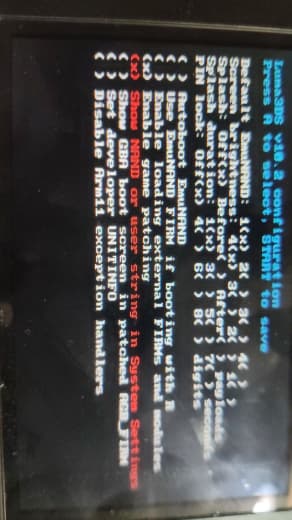 Luma3DS v10.2 configuration
Press A to select, START to save
Default EmuNAND: 1(x) 2( ) 3( ) 4( )
Screen brightness: 4(x) 3( ) 2( ) 1( )
Splash: Off(x) Before( ) After( ) payloads
Splash duration: 1( ) 3(x) 5( ) 7( ) seconds
PIN lock: Off(x) 4( ) 6( ) 8( ) digits
( ) Autoboot EmuNAND
( ) Use EmuNAND FIRM if booting with R
( ) Enable loading external FIRMs and modules
(x) Enable game patching
(x) Show NAND or user string in System Settings
( ) Show GBA boot screen in patched AGB_FIRM
( ) Set developer UNITINFO
( ) Disable Arm11 exception handlers